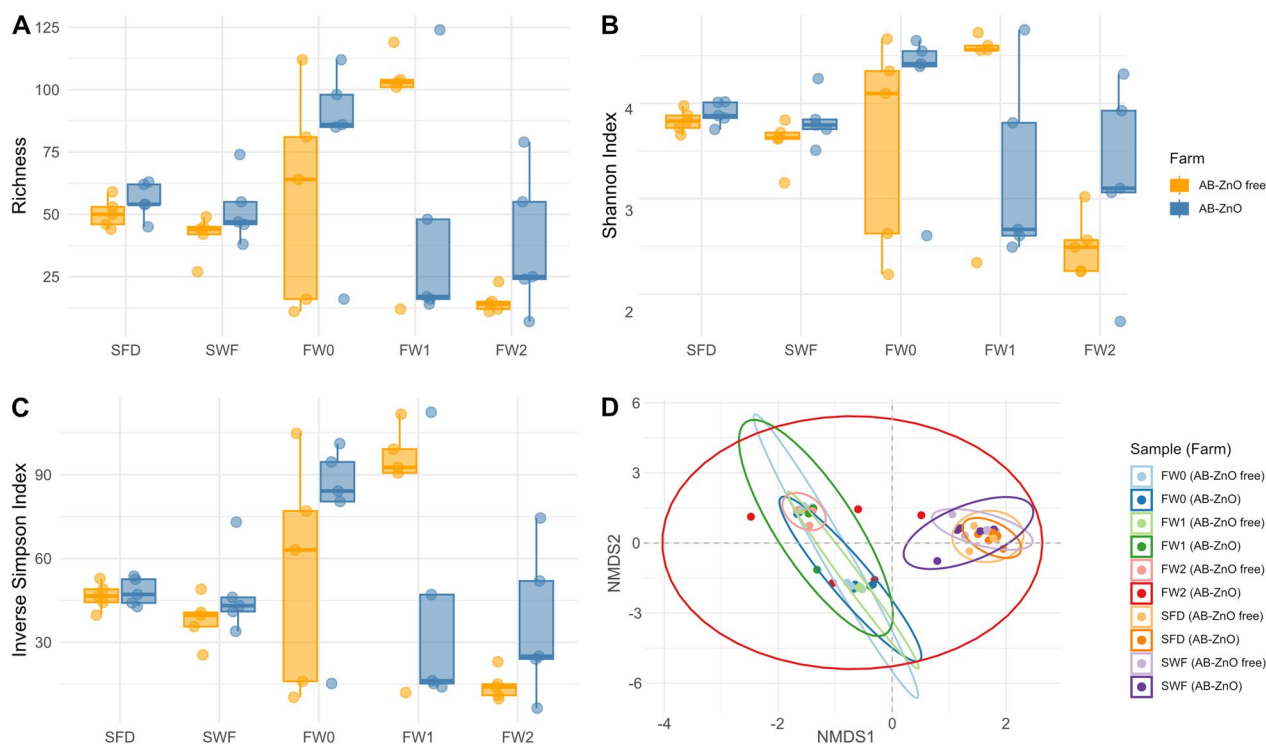 A
Richness
125
100
75
50
25
SFD SWF FW0 FW1 FW2
B
Shannon Index
4
3
2
SFD SWF FW0 FW1 FW2
Farm
AB-ZnO free
AB-ZnO
C
Inverse Simpson Index
90
60
30
SFD SWF FW0 FW1 FW2
D
NMDS2
6
3
0
-3
-6
-4 -2 0 2
NMDS1
Sample (Farm)
FW0 (AB-ZnO free)
FW0 (AB-ZnO)
FW1 (AB-ZnO free)
FW1 (AB-ZnO)
FW2 (AB-ZnO free)
FW2 (AB-ZnO)
SFD (AB-ZnO free)
SFD (AB-ZnO)
SWF (AB-ZnO free)
SWF (AB-ZnO)